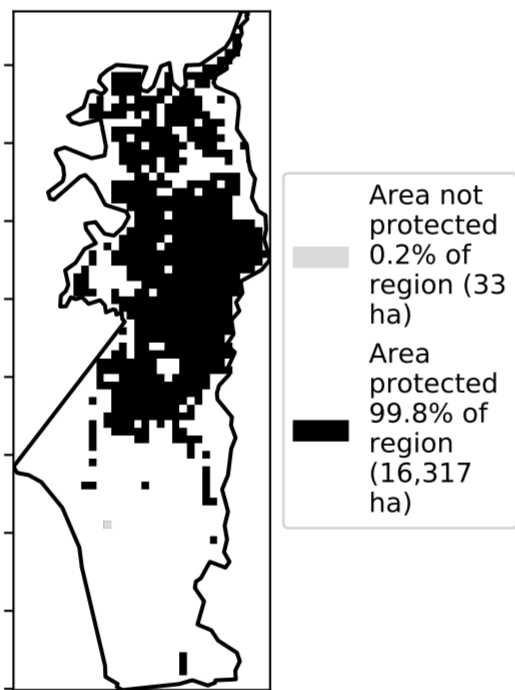 Area not
protected
0.2% of
region (33
ha)
Area
protected
99.8% of
region
(16,317
ha)